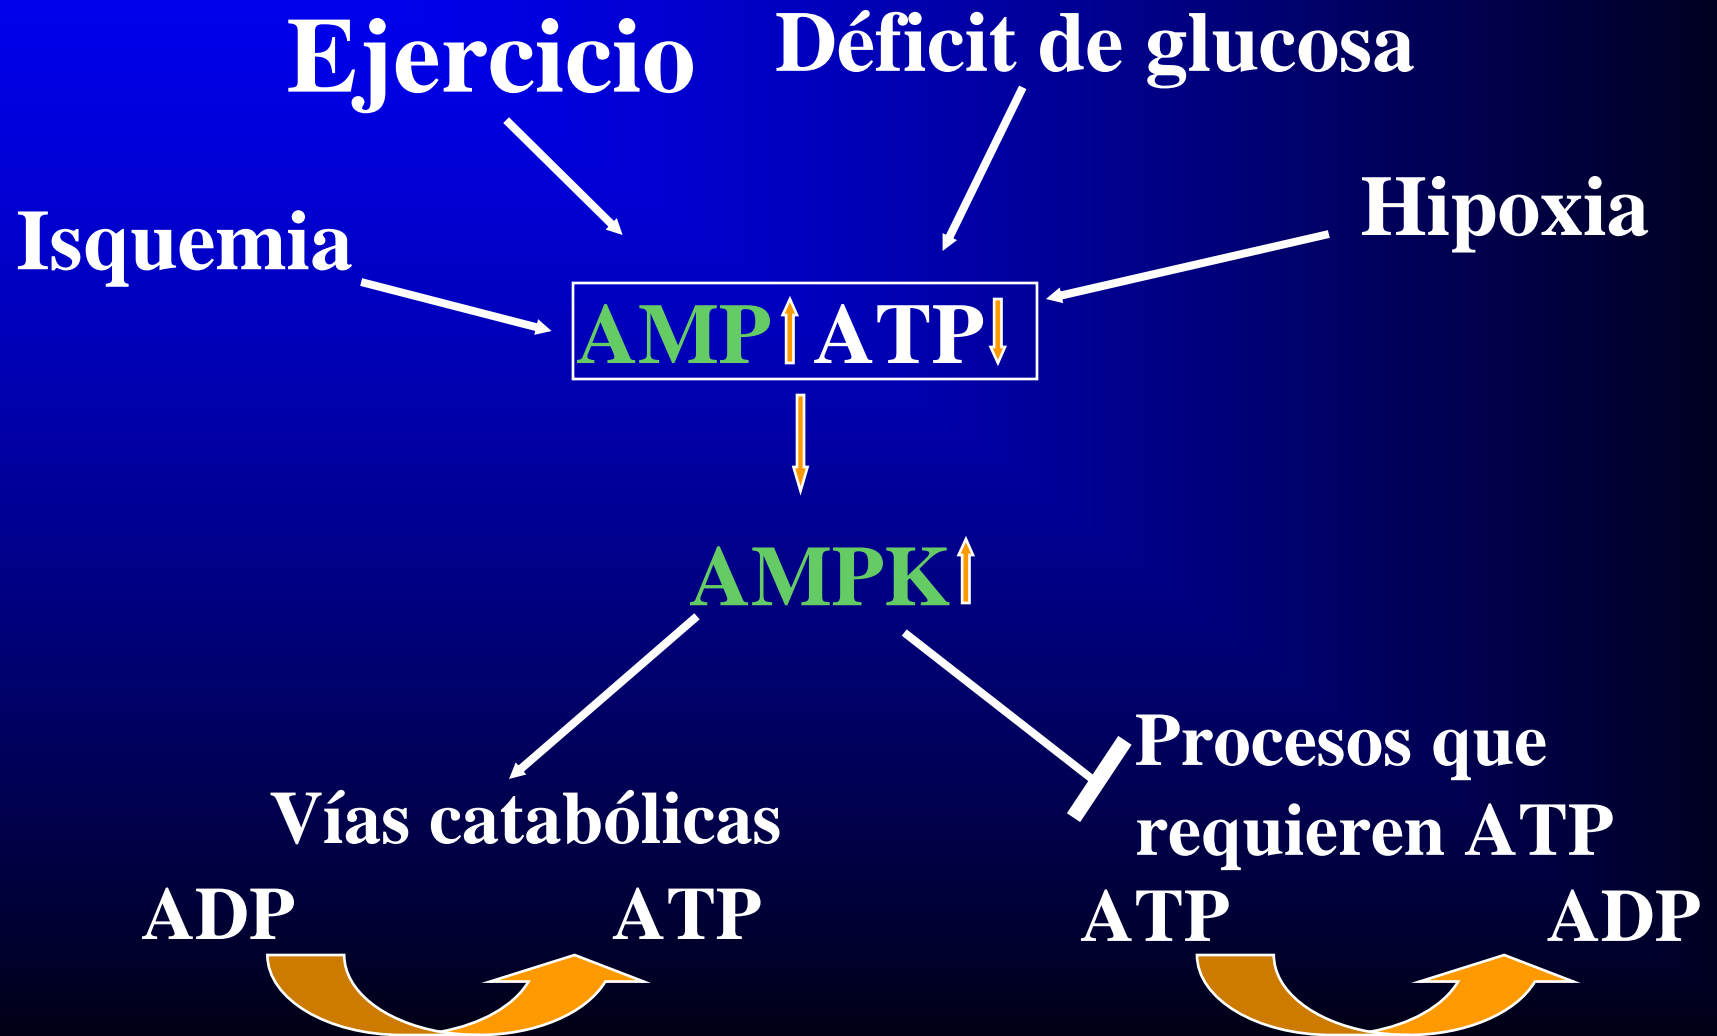 Ejercicio
Déficit de glucosa
Isquemia
Hipoxia
AMP ATP
AMPK
Vías catabólicas
Procesos que
requieren ATP
ADP ATP
ATP ADP